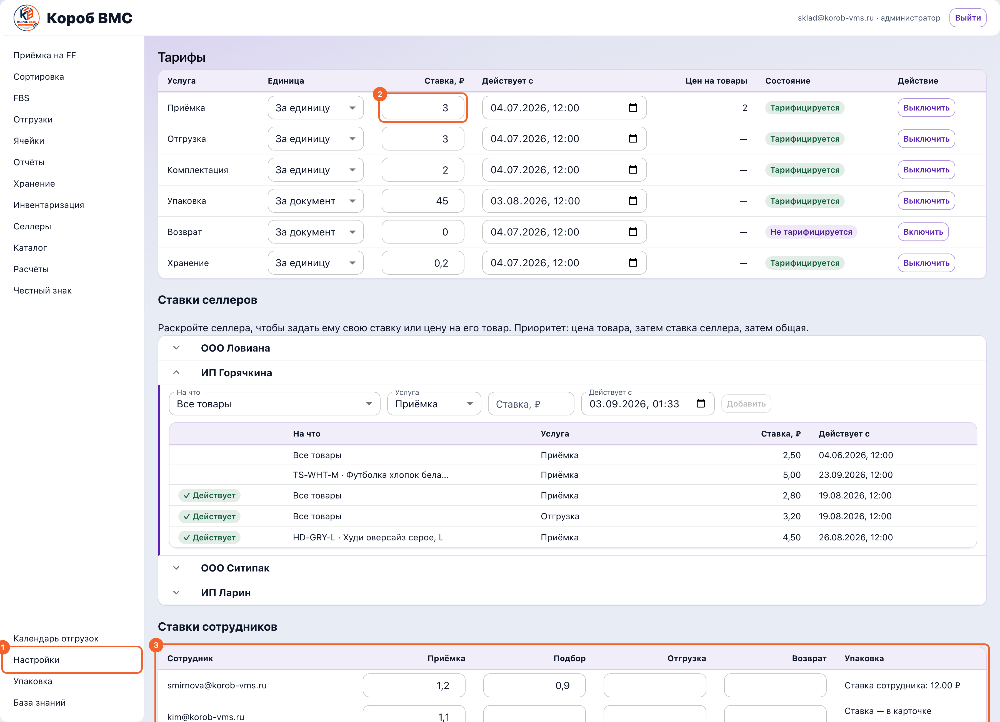 КОРОБ ВМС
Короб ВМС
sklad@korob-vms.ru · администратор
Выйти
Приёмка на FF
Сортировка
FBS
Отгрузки
Ячейки
Отчёты
Хранение
Инвентаризация
Селлеры
Каталог
Расчёты
Честный знак
Календарь отгрузок
1
Настройки
Упаковка
База знаний
Тарифы
Услуга Единица Ставка, ₽ Действует с Цен на товары Состояние Действие
2
Приёмка За единицу 3 04.07.2026, 12:00 2 Тарифицируется Выключить
Отгрузка За единицу 3 04.07.2026, 12:00 — Тарифицируется Выключить
Комплектация За единицу 2 04.07.2026, 12:00 — Тарифицируется Выключить
Упаковка За документ 45 03.08.2026, 12:00 — Тарифицируется Выключить
Возврат За документ 0 04.07.2026, 12:00 — Не тарифицируется Включить
Хранение За единицу 0,2 04.07.2026, 12:00 — Тарифицируется Выключить
Ставки селлеров
Раскройте селлера, чтобы задать ему свою ставку или цену на его товар. Приоритет: цена товара, затем ставка селлера, затем общая.
ООО Ловиана
ИП Горячкина
На что Услуга Действует с
Все товары Приёмка Ставка, ₽ 03.09.2026, 01:33 Добавить
На что Услуга Ставка, ₽ Действует с
Все товары Приёмка 2,50 04.06.2026, 12:00
TS-WHT-M · Футболка хлопок бела... Приёмка 5,00 23.09.2026, 12:00
✓ Действует Все товары Приёмка 2,80 19.08.2026, 12:00
✓ Действует Все товары Отгрузка 3,20 19.08.2026, 12:00
✓ Действует HD-GRY-L · Худи оверсайз серое, L Приёмка 4,50 26.08.2026, 12:00
ООО Ситипак
ИП Ларин
Ставки сотрудников
3
Сотрудник Приёмка Подбор Отгрузка Возврат Упаковка
smirnova@korob-vms.ru 1,2 0,9 Ставка сотрудника: 12.00 ₽
kim@korob-vms.ru 1,1 Ставка — в карточке